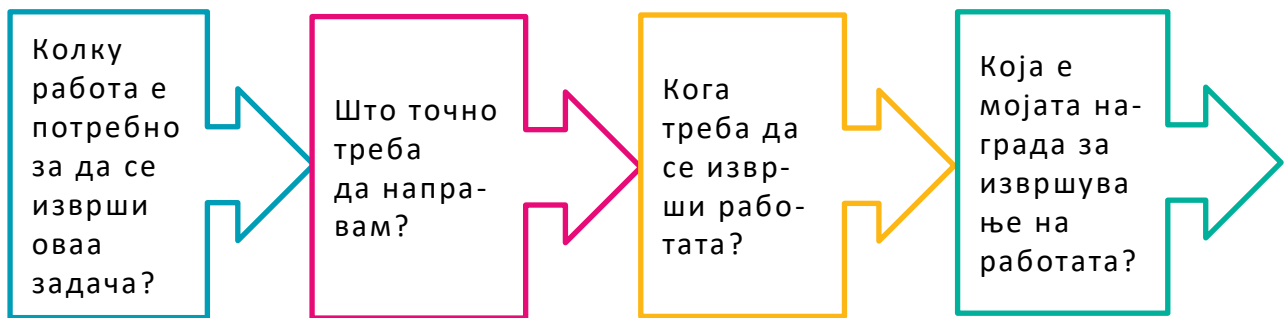 Колку
работа е
потребно
за да се
изврши
оваа
задача?
Што точно
треба
да напра-
вам?
Кога
треба да
се извр-
ши рабо-
тата?
Која е
мојата на-
града за
извршува
ње на
работата?